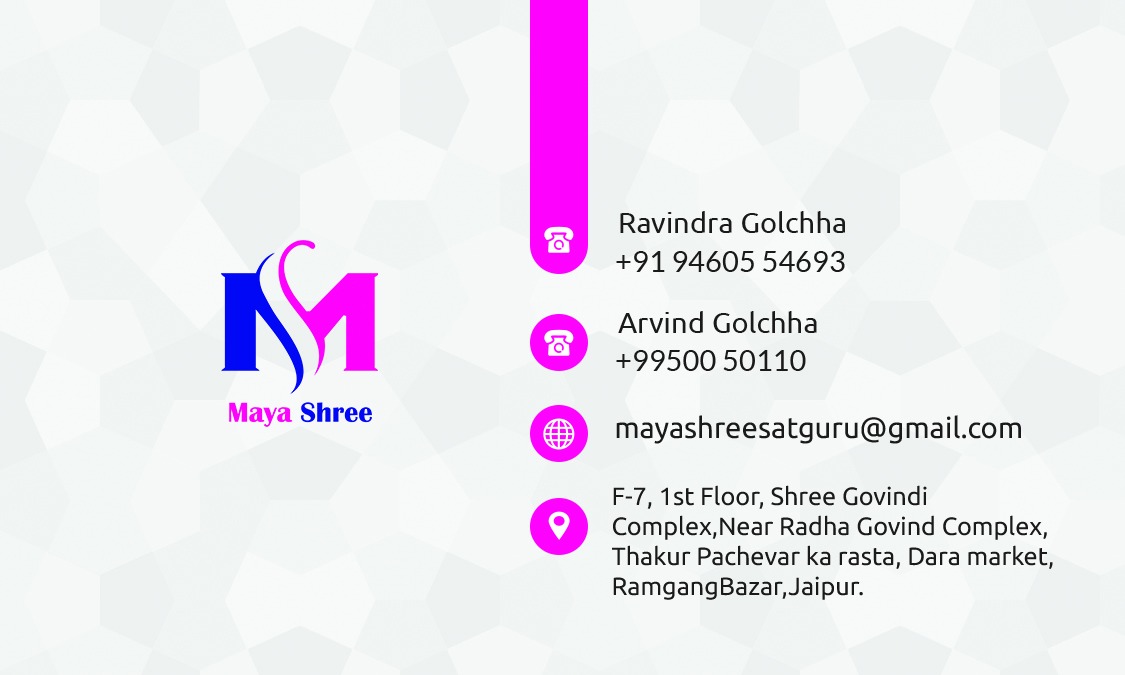 Maya Shree
Ravindra Golchha
+91 94605 54693
Arvind Golchha
+99500 50110
mayashreesatguru@gmail.com
F-7, 1st Floor, Shree Govindi
Complex,Near Radha Govind Complex,
Thakur Pachevar ka rasta, Dara market,
RamgangBazar,Jaipur.